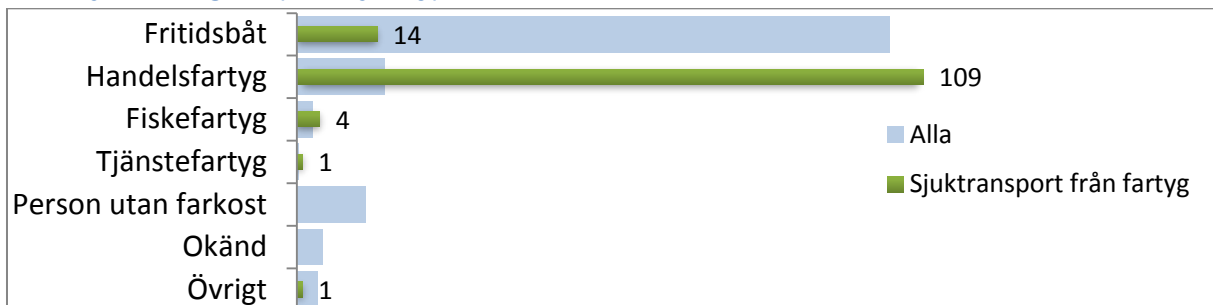 Fritidsbåt
14
Handelsfartyg
109
Fiskefartyg
4
Alla
Tjänstefartyg
1
Sjuktransport från fartyg
Person utan farkost
Okänd
Övrigt
1